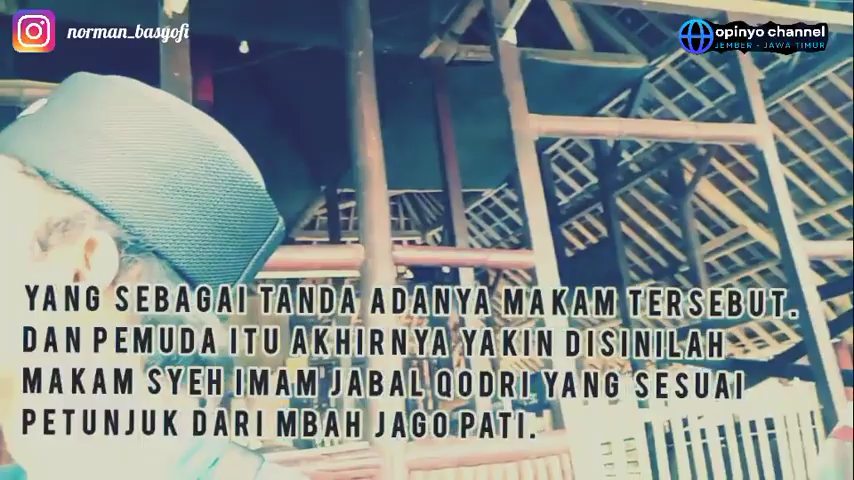 norman_basyofi
opinyo channel
JEMBER - JAWA TIMUR
YANG SEBAGAI TANDA ADANYA MAKAM TERSEBUT.
DAN PEMUDA ITU AKHIRNYA YAKIN DISINILAH
MAKAM SYEH IMAM JABAL QODRI YANG SESUAI
PETUNJUK DARI MBAH JAGO PATI.